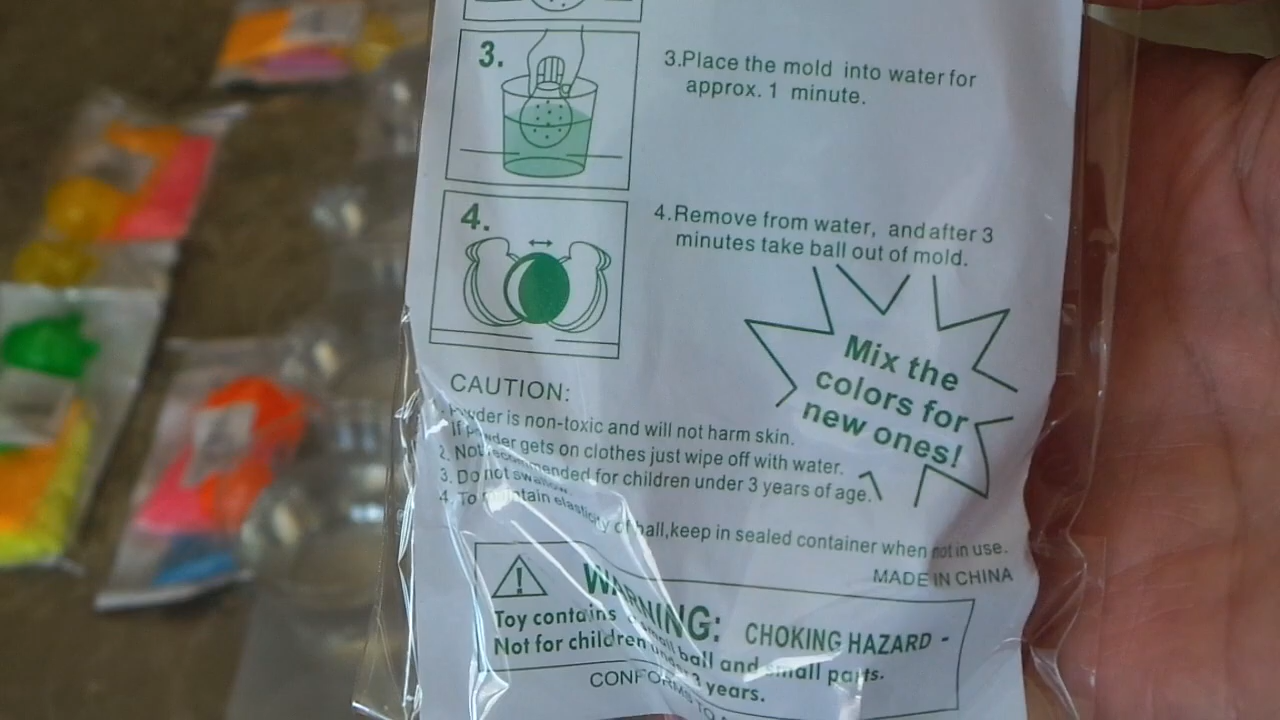 3.
3.Place the mold into water for
approx. 1 minute.
4.
4.Remove from water, and after 3
minutes take ball out of mold.
Mix the
colors for
new ones!
CAUTION:
Powder is non-toxic and will not harm skin.
If powder gets on clothes just wipe off with water.
2. Not recommended for children under 3 years of age.
3. Do not swallow.
4. To maintain elasticity of ball,keep in sealed container when not in use.
MADE IN CHINA
WARNING: CHOKING HAZARD -
Toy contains small ball and small parts.
Not for children under 3 years.
CONFORMS TO